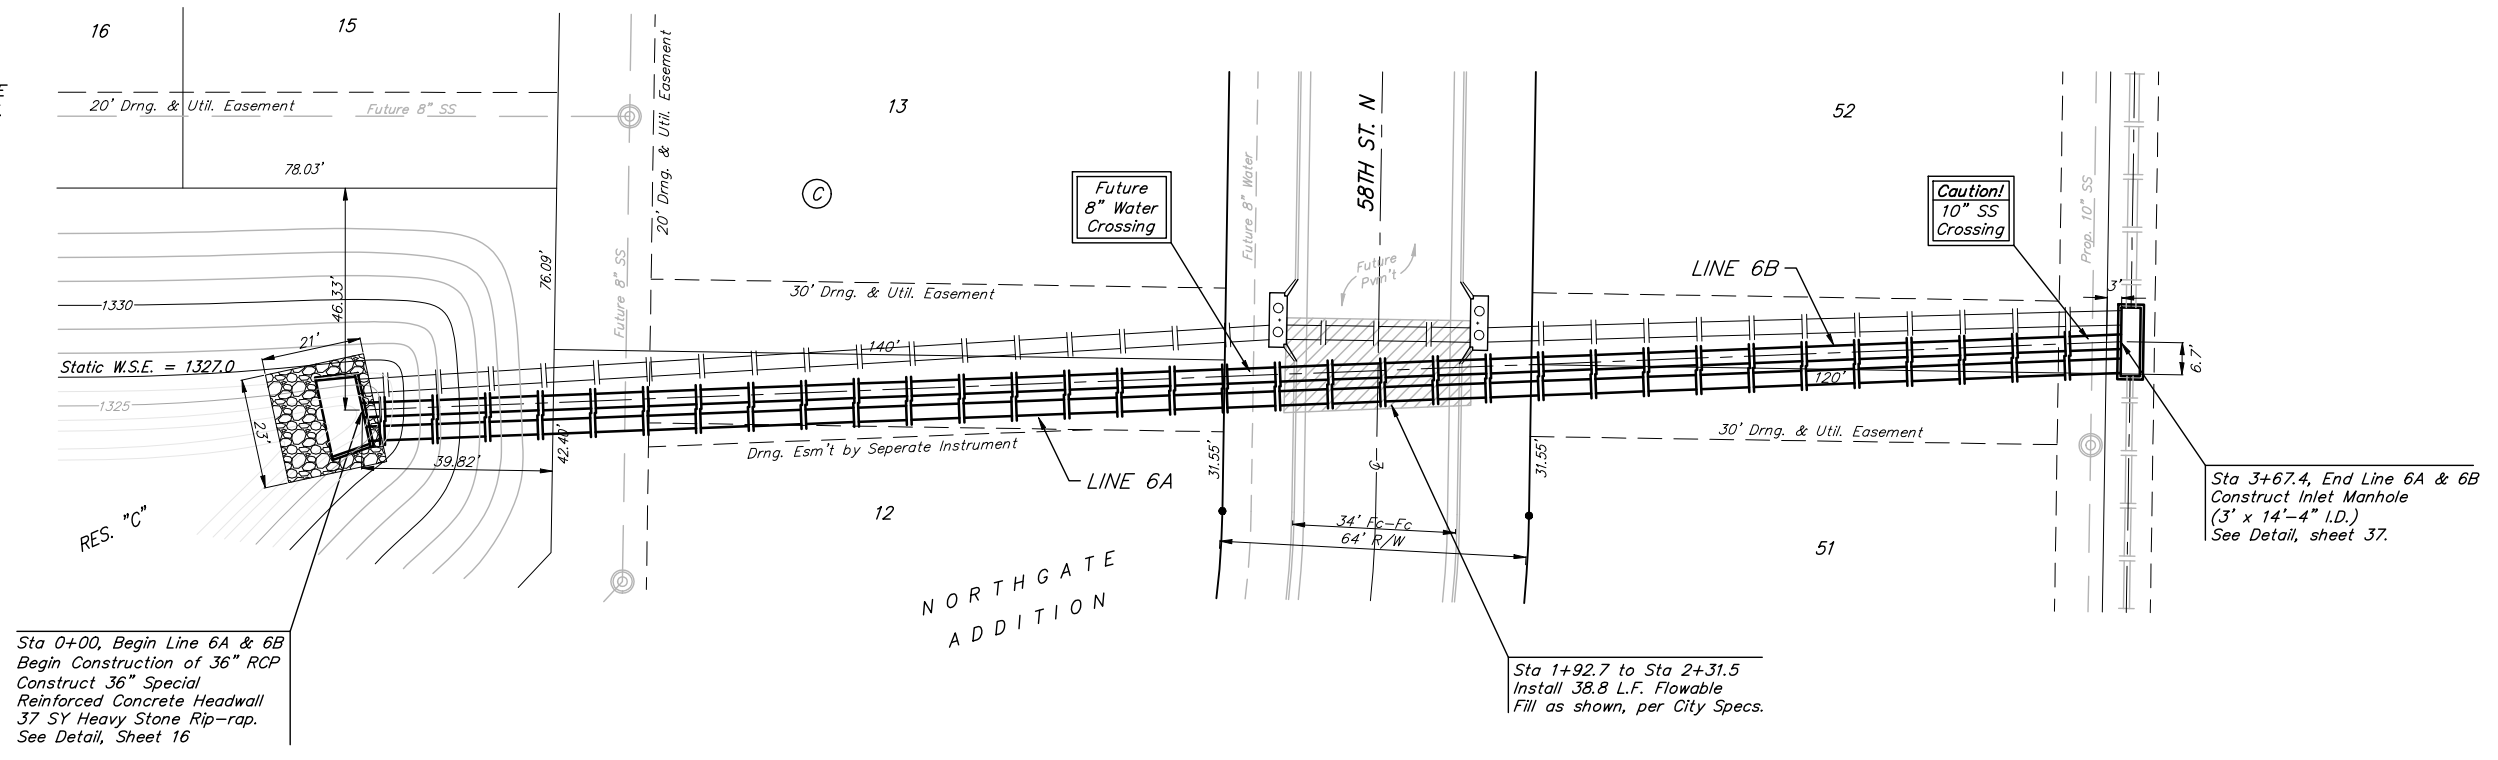 16
15
E
20' Drng. & Util. Easement
Future 8" SS
78.03'
20' Drng. & Util. Easement
13
C
Future 8" SS
76.09'
46.33'
1330
21'
Static W.S.E. = 1327.0
1325
23'
39.82'
42.40'
RES. "C"
30' Drng. & Util. Easement
140'
Drng. Esm't by Seperate Instrument
LINE 6A
12
NORTHGATE
ADDITION
Future
8" Water
Crossing
Future 8" Water
58TH ST. N
Future
Pvm't
31.55'
31.55'
34' Fc-Fc
64' R/W
52
LINE 6B
Caution!
10" SS
Crossing
Prop. 10" SS
3'
6.7'
120'
30' Drng. & Util. Easement
51
Sta 0+00, Begin Line 6A & 6B
Begin Construction of 36" RCP
Construct 36" Special
Reinforced Concrete Headwall
37 SY Heavy Stone Rip-rap.
See Detail, Sheet 16
Sta 1+92.7 to Sta 2+31.5
Install 38.8 L.F. Flowable
Fill as shown, per City Specs.
Sta 3+67.4, End Line 6A & 6B
Construct Inlet Manhole
(3' x 14'-4" I.D.)
See Detail, sheet 37.